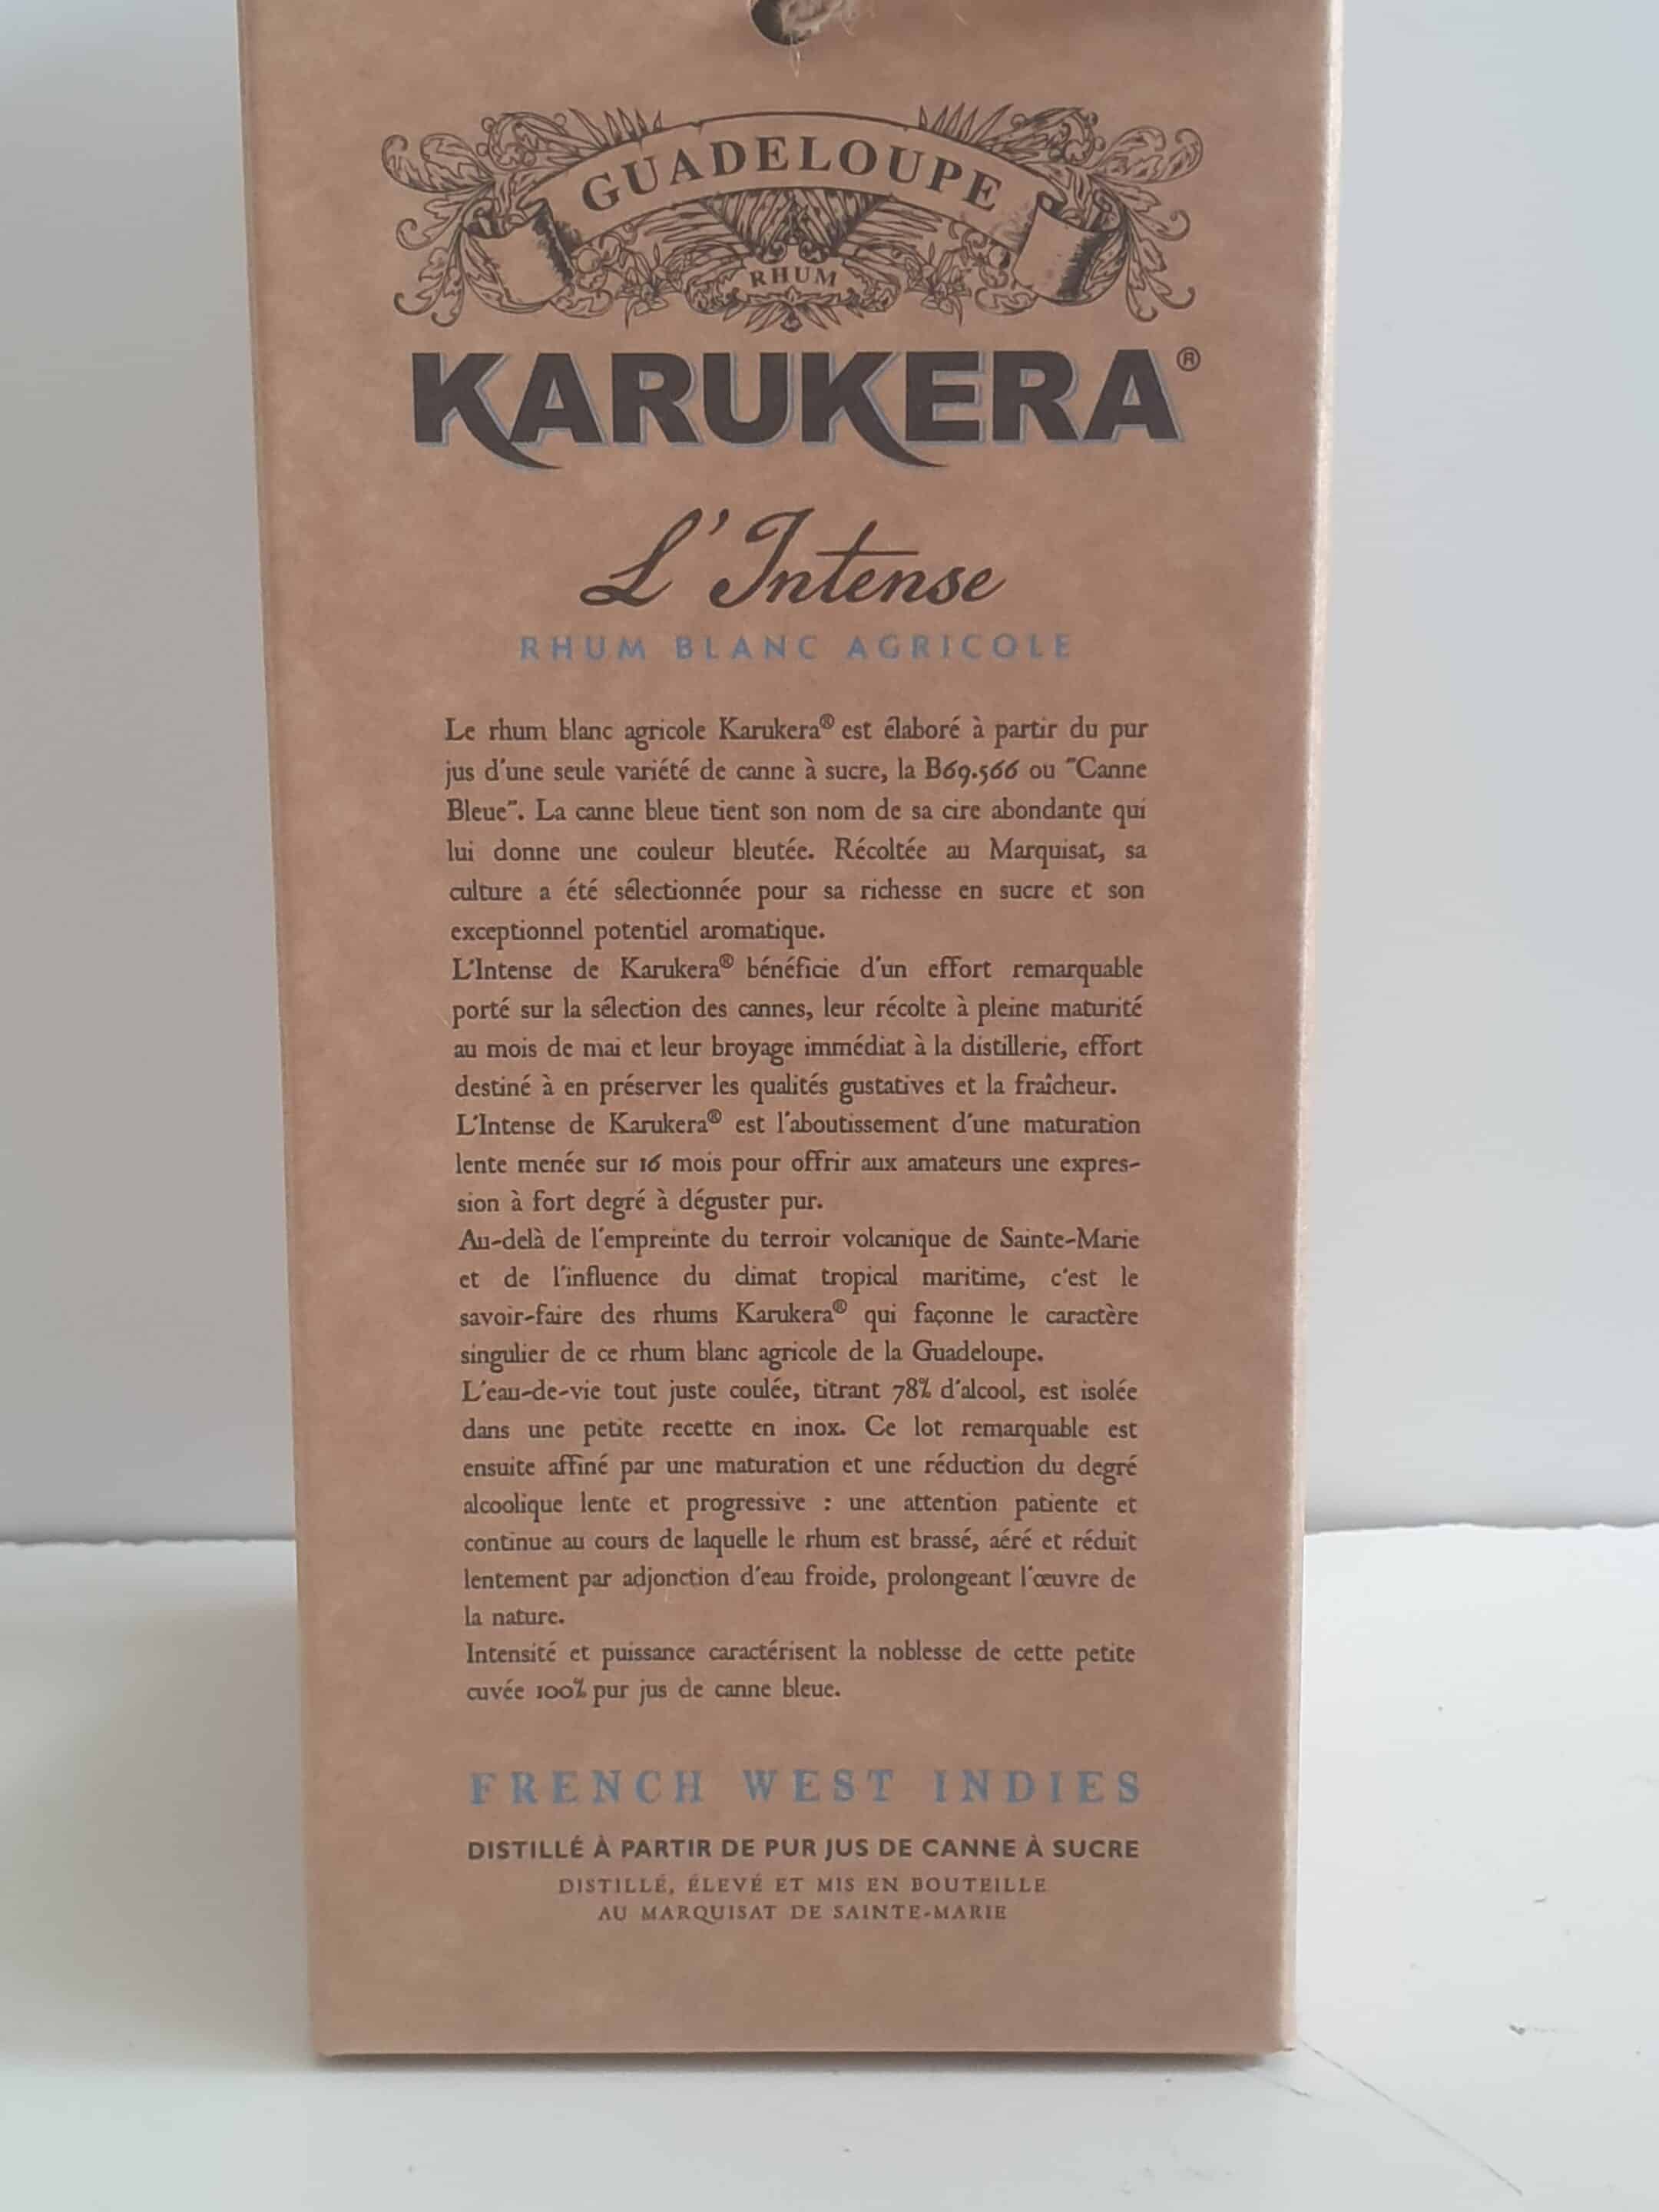 GUADELOUPE
RHUM
KARUKERA®
L'Intense
RHUM BLANC AGRICOLE
Le rhum blanc agricole Karukera® est élaboré à partir du pur
jus d'une seule variété de canne à sucre, la B69.566 ou "Canne
Bleue". La canne bleue tient son nom de sa cire abondante qui
lui donne une couleur bleutée. Récoltée au Marquisat, sa
culture a été sélectionnée pour sa richesse en sucre et son
exceptionnel potentiel aromatique.
L'Intense de Karukera® bénéficie d'un effort remarquable
porté sur la sélection des cannes, leur récolte à pleine maturité
au mois de mai et leur broyage immédiat à la distillerie, effort
destiné à en préserver les qualités gustatives et la fraîcheur.
L'Intense de Karukera® est l'aboutissement d'une maturation
lente menée sur 16 mois pour offrir aux amateurs une expres-
sion à fort degré à déguster pur.
Au-delà de l'empreinte du terroir volcanique de Sainte-Marie
et de l'influence du climat tropical maritime, c'est le
savoir-faire des rhums Karukera® qui façonne le caractère
singulier de ce rhum blanc agricole de la Guadeloupe.
L'eau-de-vie tout juste coulée, titrant 78% d'alcool, est isolée
dans une petite recette en inox. Ce lot remarquable est
ensuite affiné par une maturation et une réduction du degré
alcoolique lente et progressive : une attention patiente et
continue au cours de laquelle le rhum est brassé, aéré et réduit
lentement par adjonction d'eau froide, prolongeant l'œuvre de
la nature.
Intensité et puissance caractérisent la noblesse de cette petite
cuvée 100% pur jus de canne bleue.
FRENCH WEST INDIES
DISTILLÉ À PARTIR DE PUR JUS DE CANNE À SUCRE
DISTILLÉ, ÉLEVÉ ET MIS EN BOUTEILLE
AU MARQUISAT DE SAINTE-MARIE